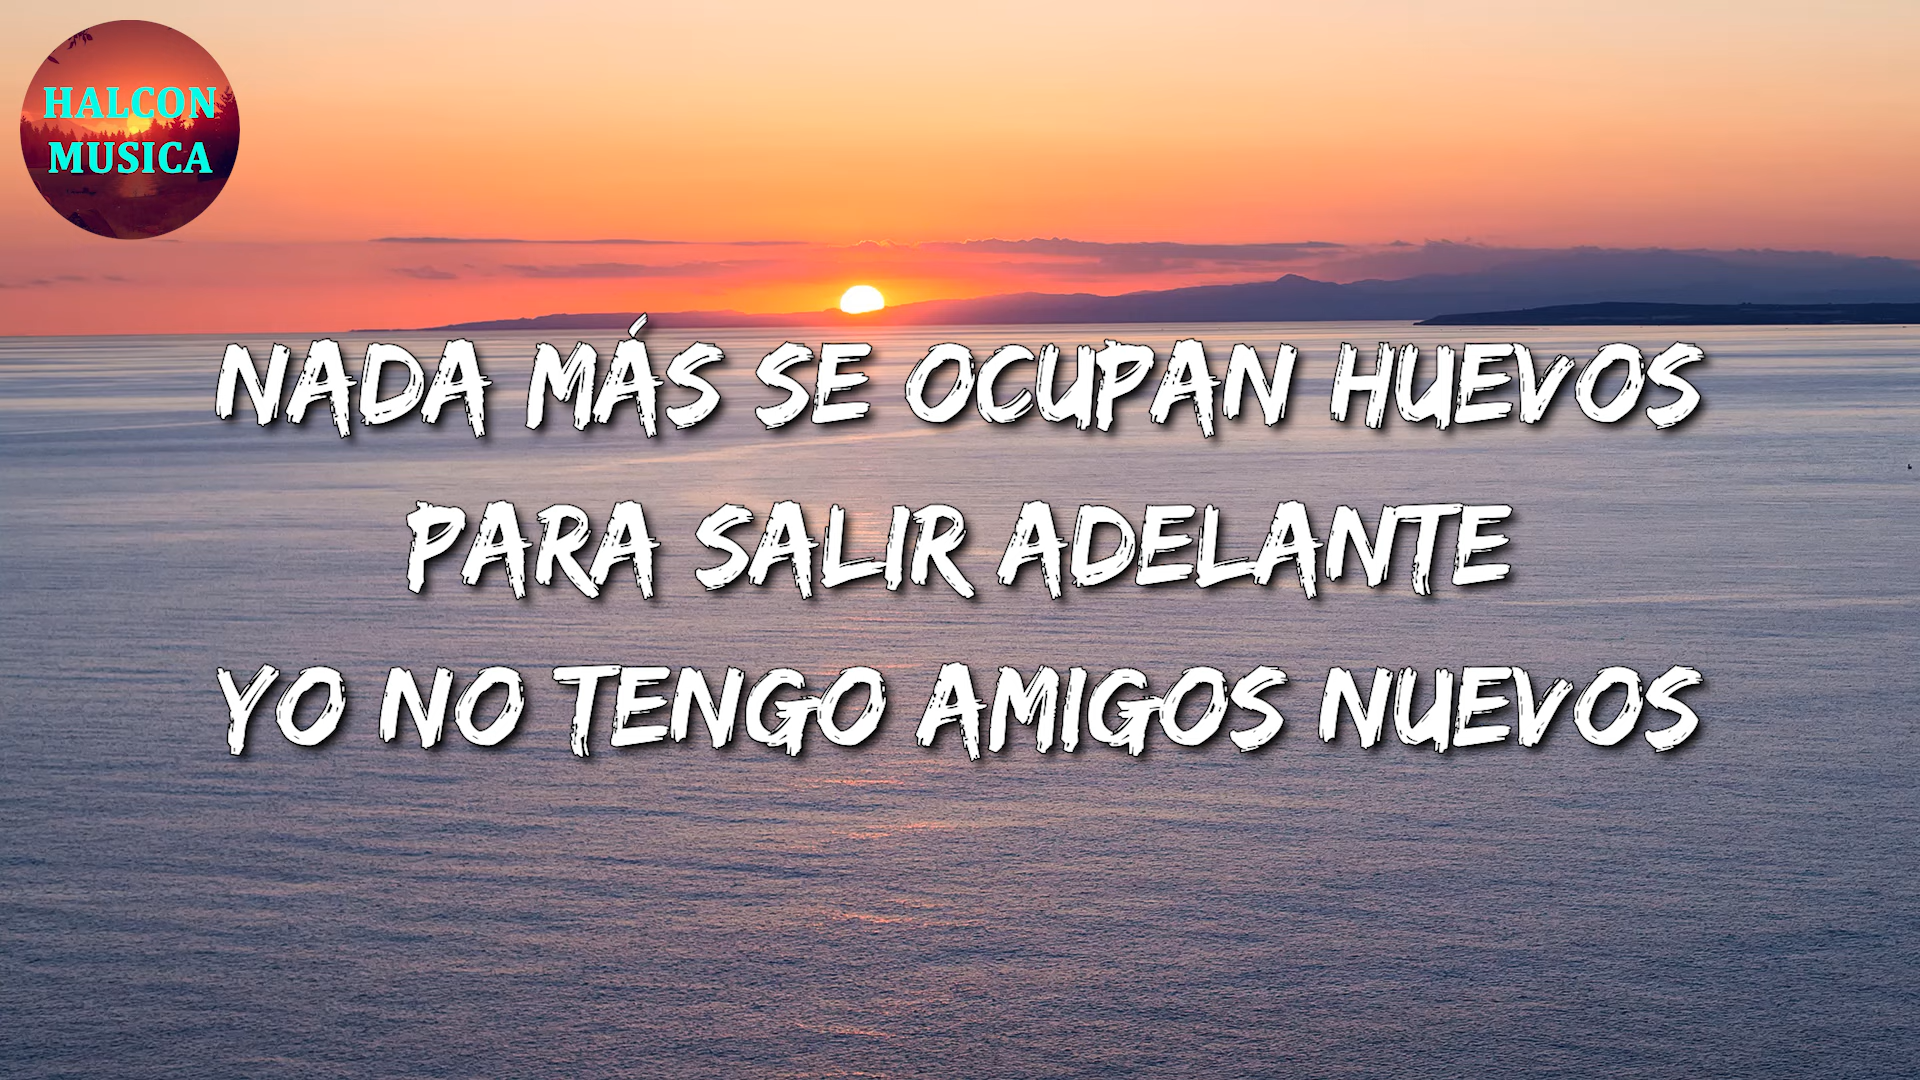 HALCON
MUSICA
NADA MÁS SE OCUPAN HUEVOS
PARA SALIR ADELANTE
YO NO TENGO AMIGOS NUEVOS